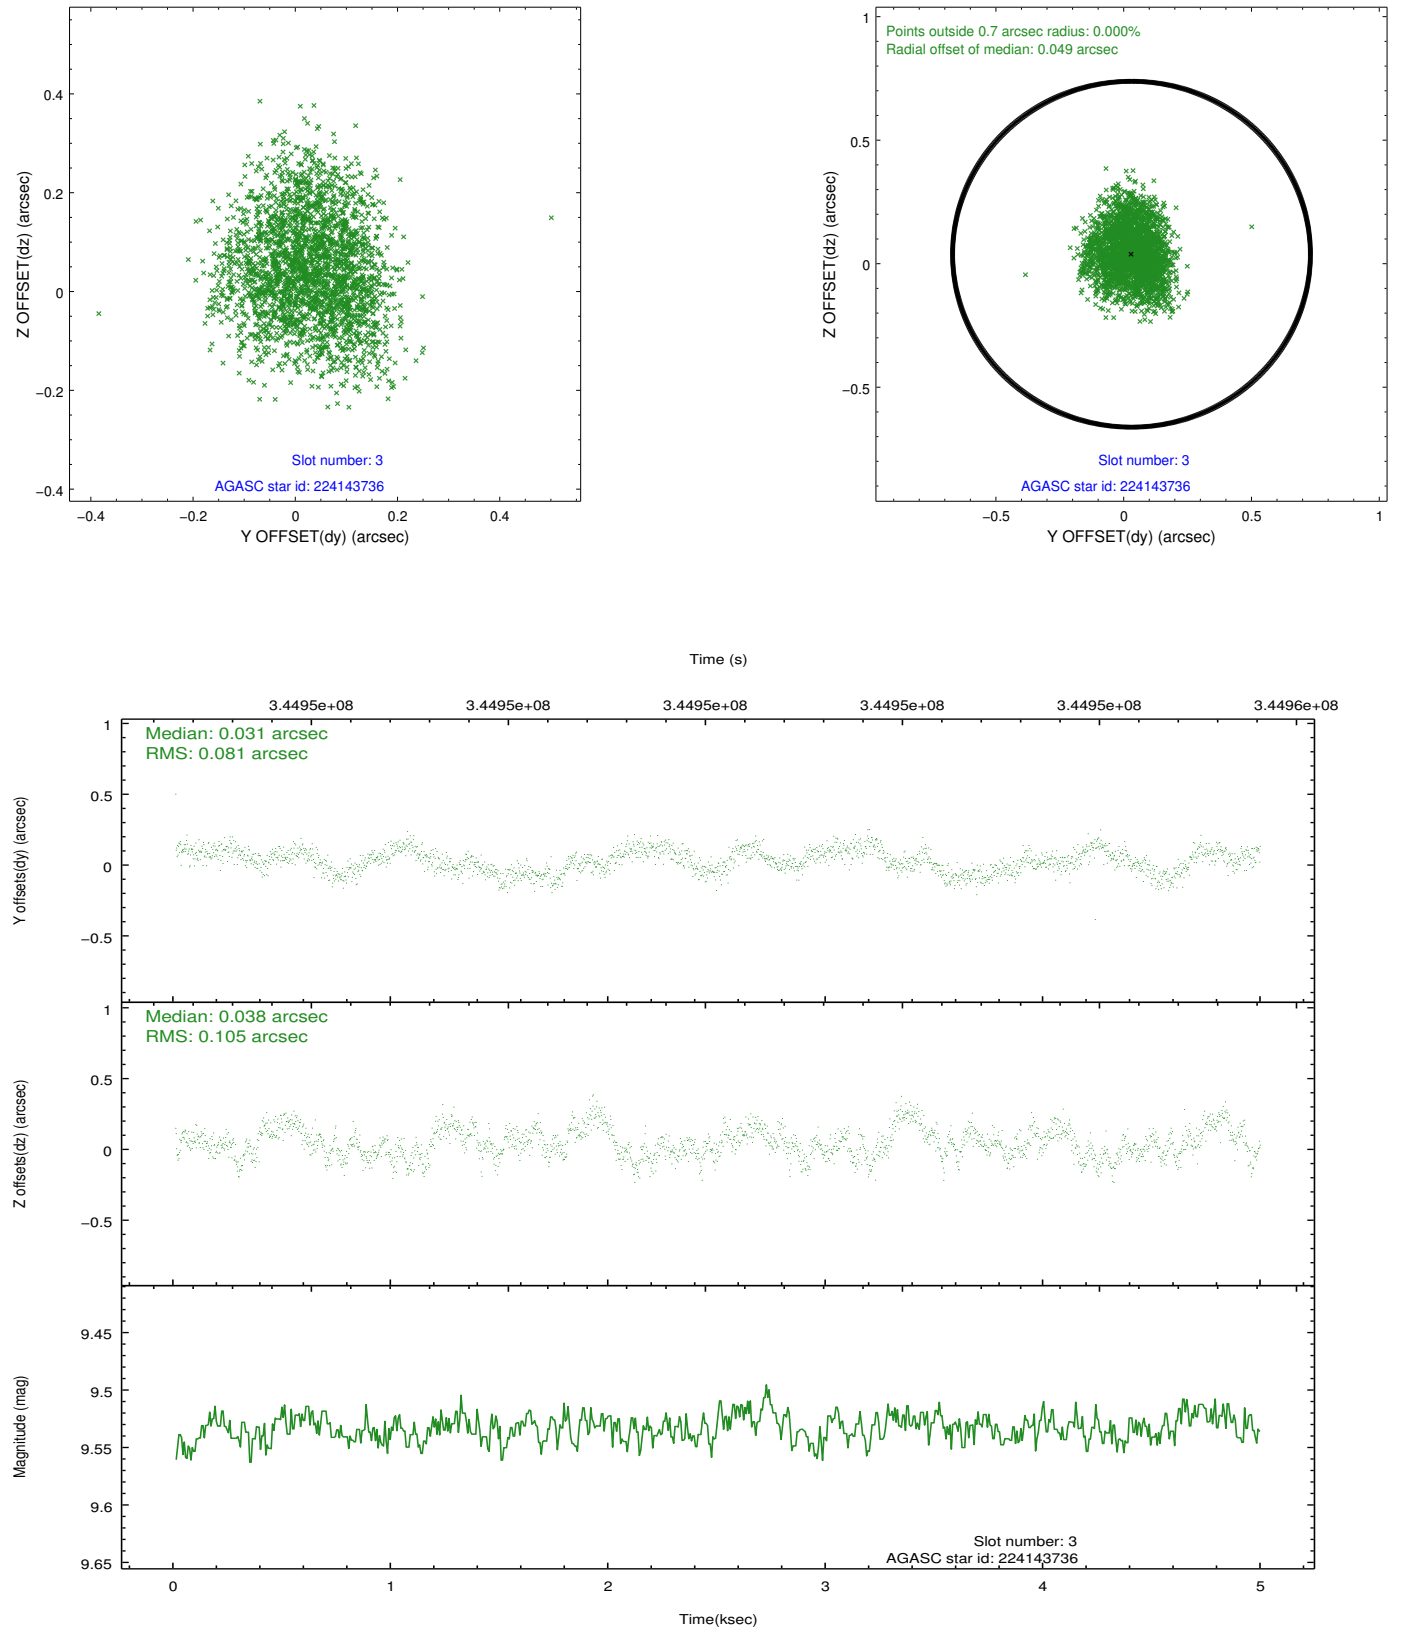 0.4
0.2
0
−0.2
−0.4
Z OFFSET(dz) (arcsec)
Slot number: 3
AGASC star id: 224143736
−0.4 −0.2 0 0.2 0.4
Y OFFSET(dy) (arcsec)
Points outside 0.7 arcsec radius: 0.000%
Radial offset of median: 0.049 arcsec
1
0.5
0
−0.5
Z OFFSET(dz) (arcsec)
Slot number: 3
AGASC star id: 224143736
−0.5 0 0.5 1
Y OFFSET(dy) (arcsec)
Time (s)
3.4495e+08 3.4495e+08 3.4495e+08 3.4495e+08 3.4495e+08 3.4496e+08
Median: 0.031 arcsec
RMS: 0.081 arcsec
1
0.5
0
−0.5
Y offsets(dy) (arcsec)
Median: 0.038 arcsec
RMS: 0.105 arcsec
1
0.5
0
−0.5
Z offsets(dz) (arcsec)
9.45
9.5
9.55
9.6
9.65
Magnitude (mag)
Slot number: 3
AGASC star id: 224143736
0 1 2 3 4 5
Time(ksec)